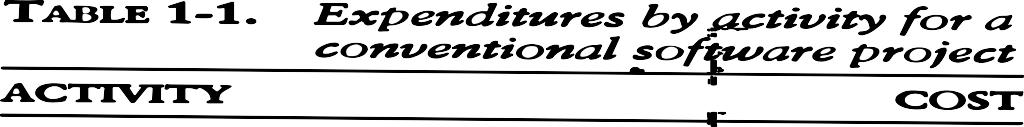 TABLE 1-1. Expenditures by activity for a
conventional software project
ACTIVITY COST